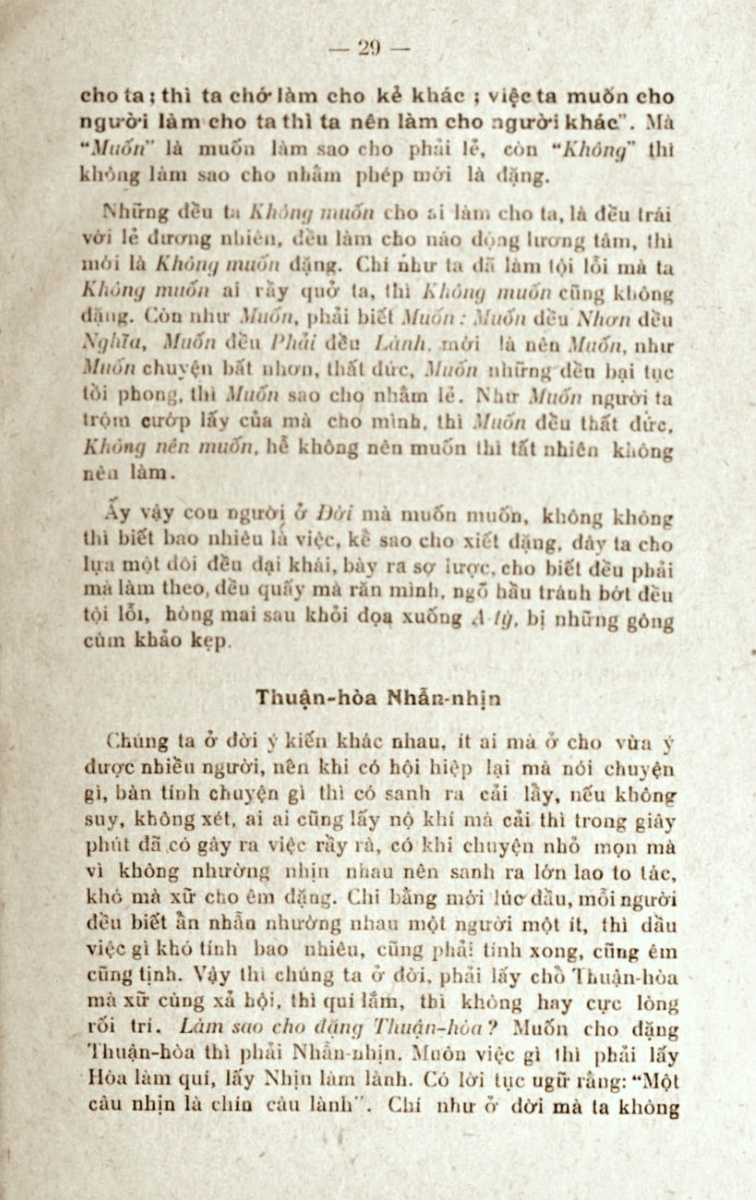 — 29 —
cho ta ; thì ta chớ làm cho kẻ khác ; việc ta muốn cho
người làm cho ta thì ta nên làm cho người khác". Mà
"Muốn" là muốn làm sao cho phải lẻ, còn "Không" thì
không làm sao cho nhằm phép mới là đặng.
Những đều ta Không muốn cho ai làm cho ta, là đều trái
với lẻ đương nhiên, đều làm cho náo động lương tâm, thì
mới là Không muốn đặng. Chí như ta đã làm tội lỗi mà ta
Không muốn ai rầy quở ta, thì Không muốn cũng không
đặng. Còn như Muốn, phải biết Muốn : Muốn đều Nhơn đều
Nghĩa, Muốn đều Phải đều Lành, mới là nên Muốn, như
Muốn chuyện bất nhơn, thất đức, Muốn những đều bại tục
tồi phong, thì Muốn sao cho nhằm lẻ. Như Muốn người ta
trộm cướp lấy của mà cho mình, thì Muốn đều thất đức,
Không nên muốn, hễ không nên muốn thì tất nhiên không
nên làm.
Ấy vậy con người ở Đời mà muốn muốn, không không
thì biết bao nhiêu là việc, kể sao cho xiết đặng, đây ta cho
lựa một đôi đều đại khái, bày ra sợ lược, cho biết đều phải
mà làm theo, đều quấy mà răn mình, ngõ hầu tránh bớt đều
tội lỗi, hòng mai sau khỏi đọa xuống A-tỳ, bị những gông
cùm khảo kẹp.
Thuận-hòa Nhẫn-nhịn
Chúng ta ở đời ý kiến khác nhau, ít ai mà ở cho vừa ý
được nhiều người, nên khi có hội hiệp lại mà nói chuyện
gì, bàn tính chuyện gì thì có sanh ra cải lầy, nếu không
suy, không xét, ai ai cũng lấy nộ khí mà cải thì trong giây
phút đã có gây ra việc rầy rà, có khi chuyện nhỏ mọn mà
vì không nhường nhịn nhau nên sanh ra lớn lao to tác,
khó mà xữ cho êm đặng. Chi bằng mới lúc đầu, mỗi người
đều biết ẩn nhẫn nhường nhau một người một ít, thì dầu
việc gì khó tính bao nhiêu, cũng phải tính xong, cũng êm
cũng tịnh. Vậy thì chúng ta ở đời, phải lấy chỗ Thuận-hòa
mà xữ cùng xả hội, thì quí lắm, thì không hay cực lòng
rối trí. Làm sao cho đặng Thuận-hòa ? Muốn cho đặng
Thuận-hòa thì phải Nhẫn-nhịn. Muôn việc gì thì phải lấy
Hòa làm quí, lấy Nhịn làm lành. Có lời tục ngữ rằng: "Một
câu nhịn là chín câu lành". Chí như ở đời mà ta không